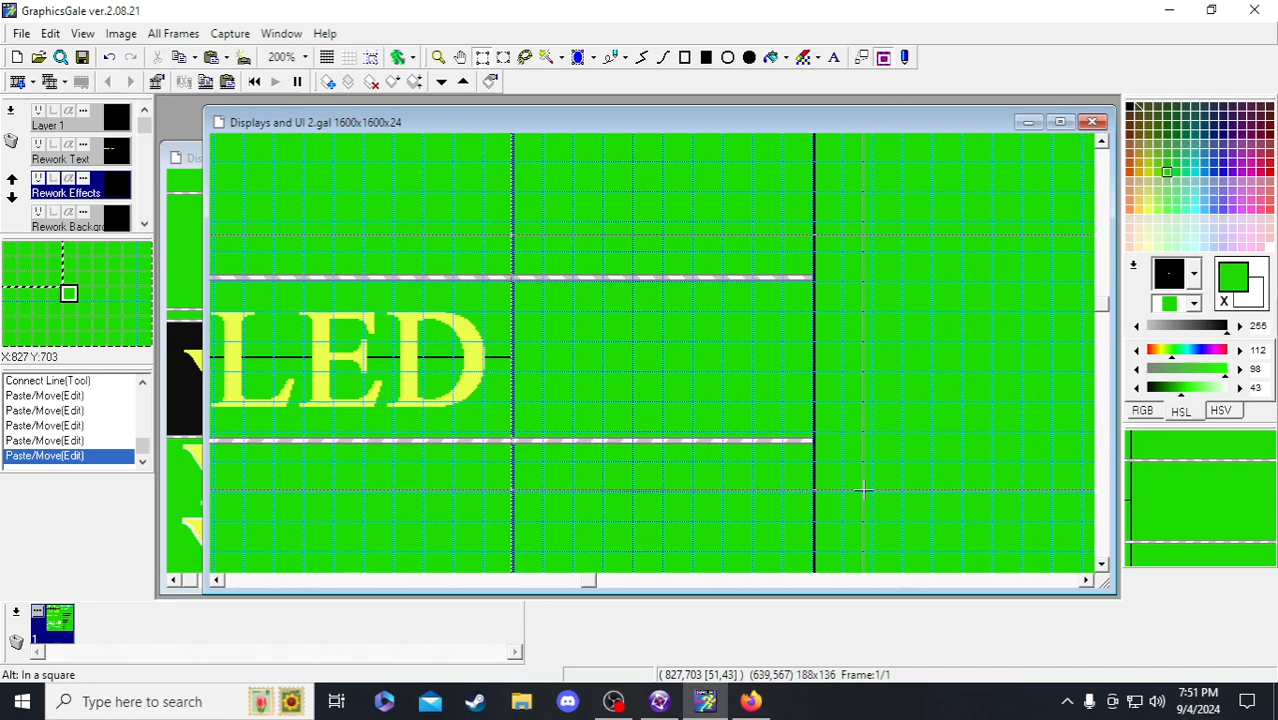 GraphicsGale ver.2.08.21
File Edit View Image All Frames Capture Window Help
200%
Layer 1
Rework Text
Rework Effects
Rework Backgro
Displays and UI 2.gal 1600x1600x24
Dis
LED
X:827 Y:703
Connect Line(Tool)
Paste/Move(Edit)
Paste/Move(Edit)
Paste/Move(Edit)
Paste/Move(Edit)
Paste/Move(Edit)
X
255
112
98
43
RGB HSL HSV
1
Alt: In a square
( 827,703 [51,43] ) (639,567) 188x136 Frame:1/1
Type here to search
7:51 PM
9/4/2024